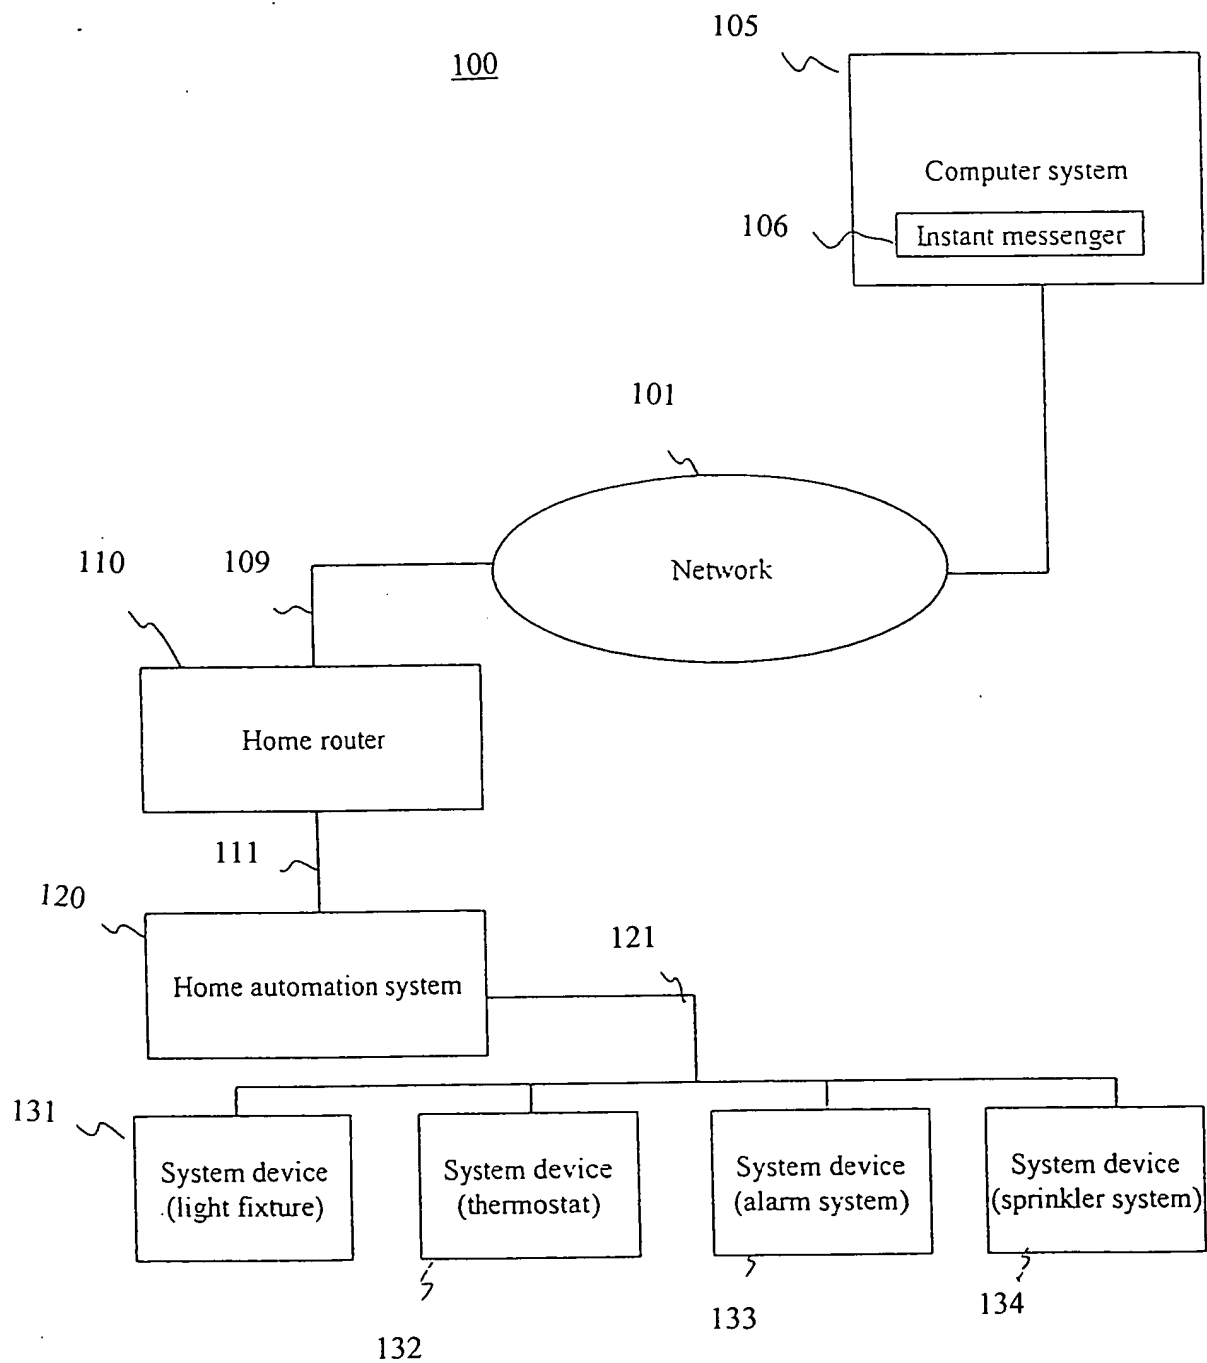 105
100
Computer system
106
Instant messenger
101
110
109
Network
Home router
111
120
121
Home automation system
131
System device
(light fixture)
System device
(thermostat)
System device
(alarm system)
System device
(sprinkler system)
132
133
134